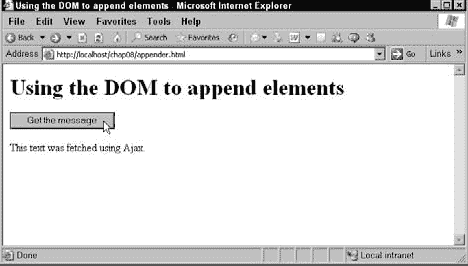 Using the DOM to append elements - Microsoft Internet Explorer
File Edit View Favorites Tools Help
Back Search Favorites
Address http://localhost/chap08/appender.html Go Links »
Using the DOM to append elements
Get the message
This text was fetched using Ajax.
Done Local intranet